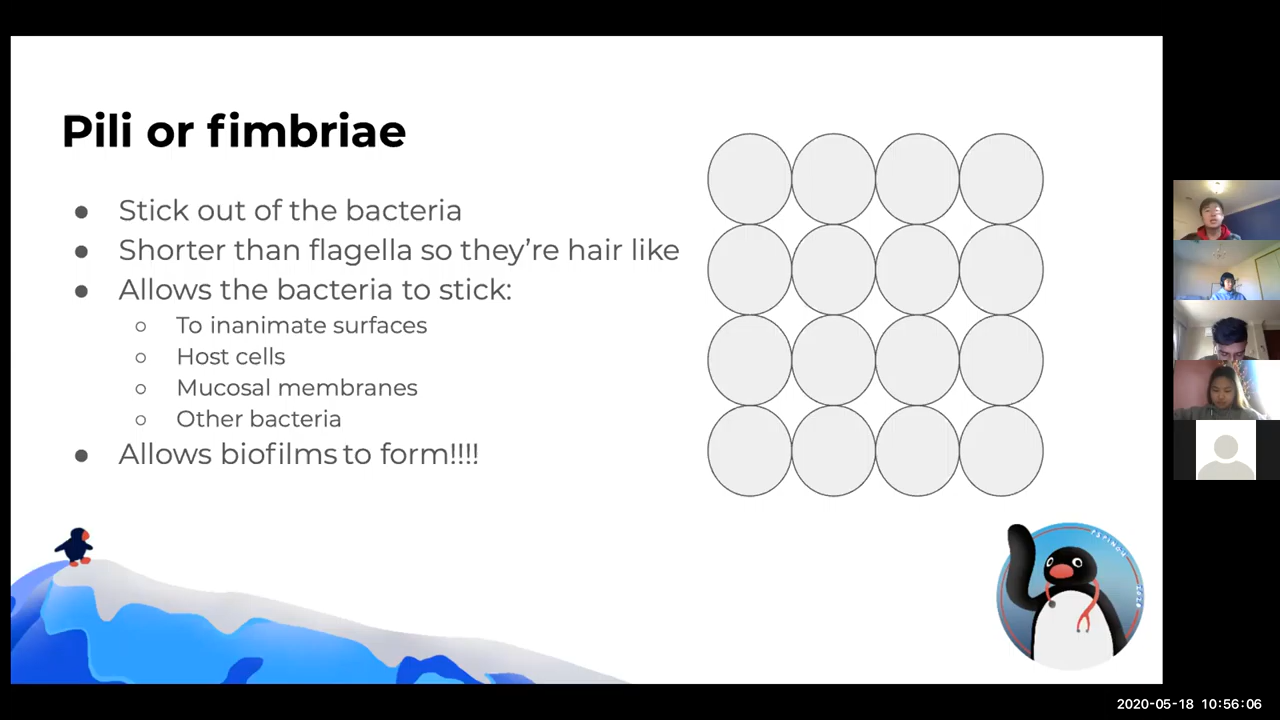 Pili or fimbriae
● Stick out of the bacteria
● Shorter than flagella so they're hair like
● Allows the bacteria to stick:
○ To inanimate surfaces
○ Host cells
○ Mucosal membranes
○ Other bacteria
● Allows biofilms to form!!!!
2020-05-18 10:56:06